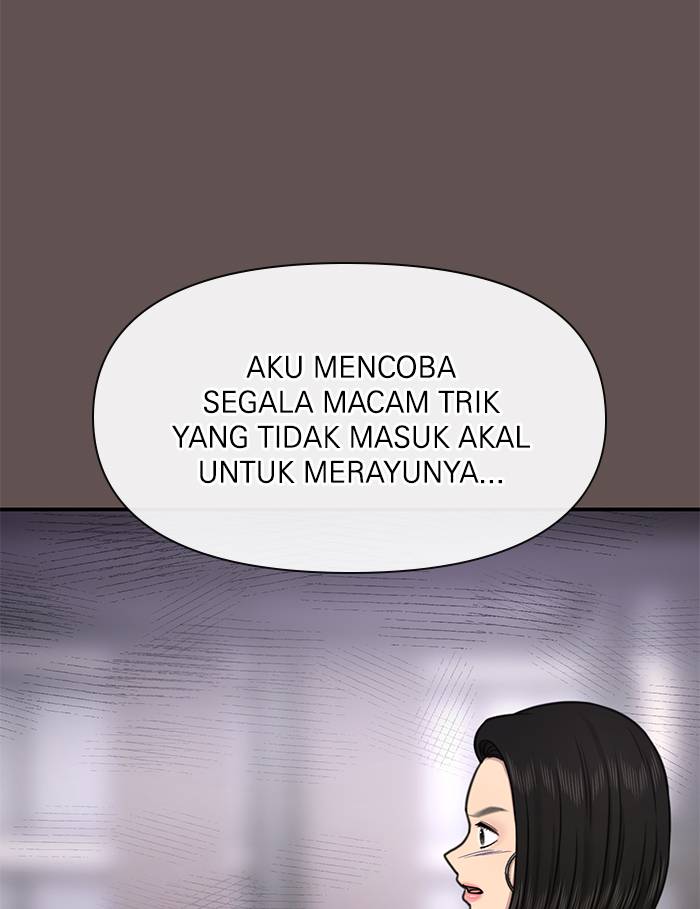 AKU MENCOBA
SEGALA MACAM TRIK
YANG TIDAK MASUK AKAL
UNTUK MERAYUNYA...